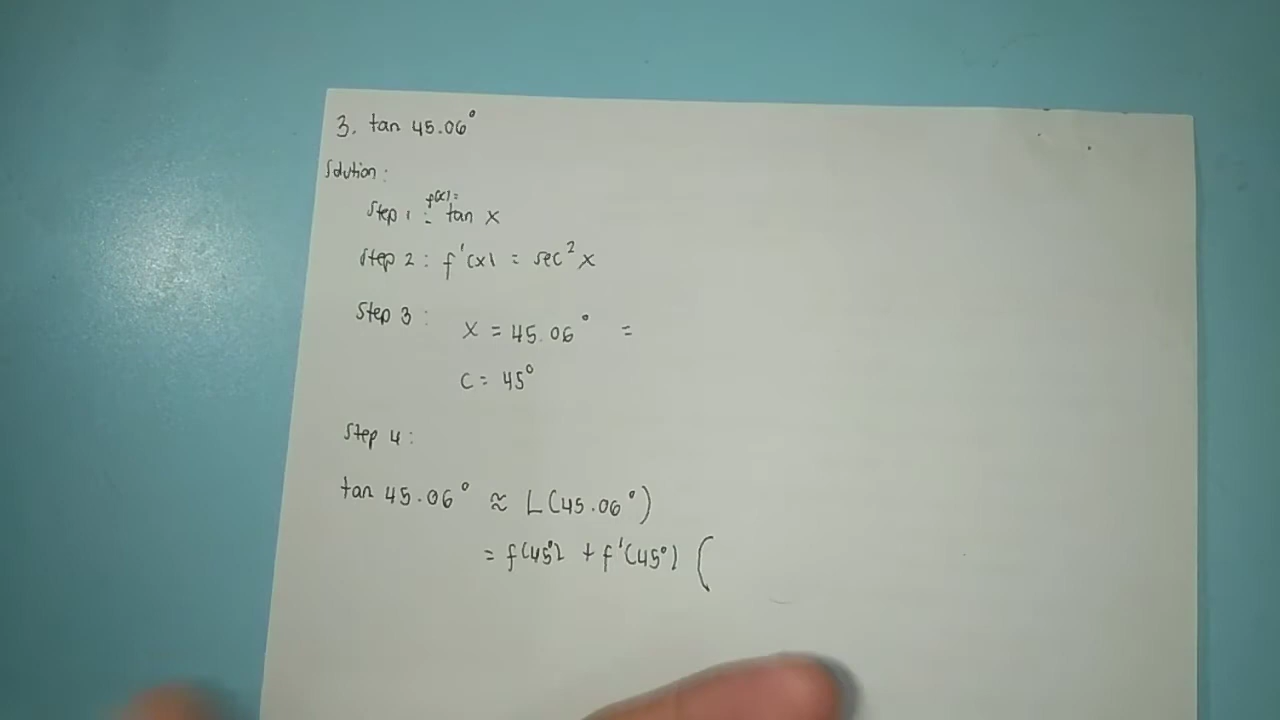 3. tan 45.06°
Solution:
f(x) =
Step 1 : tan x
Step 2 : f'(x) = sec² x
Step 3 :
x = 45.06° =
c = 45°
Step 4 :
tan 45.06° ≈ L(45.06°)
= f(45°) + f'(45°) (